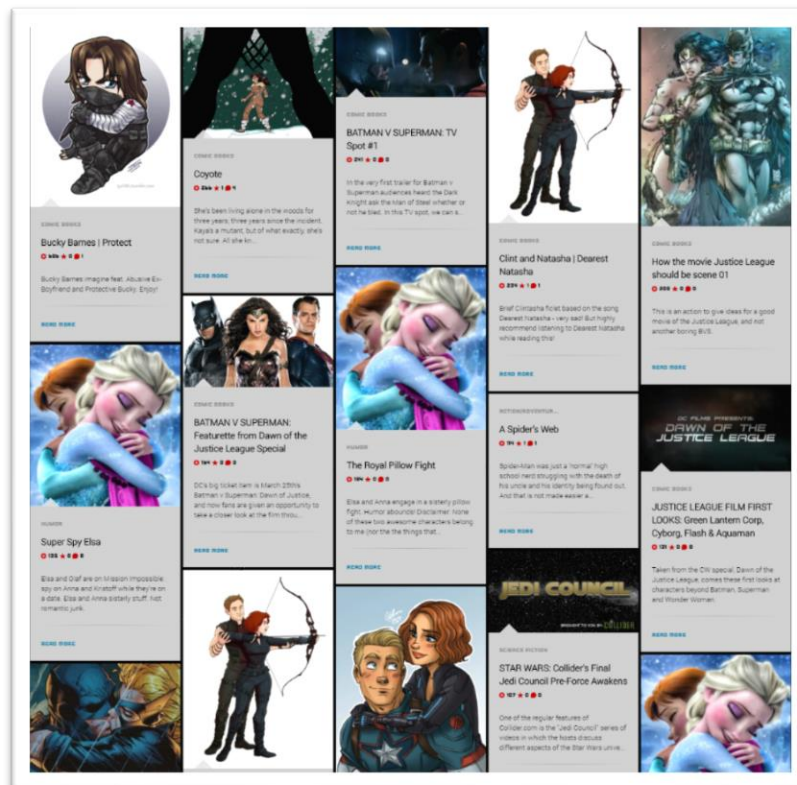 COMIC BOOKS
Bucky Barnes | Protect
Bucky Barnes imagine feat. Abusive Ex-
Boyfriend and Protective Bucky. Enjoy!
READ MORE
HUMOR
Super Spy Elsa
Elsa and Olaf are on Mission Impossible:
spy on Anna and Kristoff while they're on
a date. Elsa and Anna sisterly stuff. Not
romantic junk.
READ MORE
COMIC BOOKS
Coyote
She's been living alone in the woods for
three years, three years since the incident.
Kaya's a mutant, but of what exactly, she's
not sure. All she kn...
READ MORE
COMIC BOOKS
BATMAN V SUPERMAN:
Featurette from Dawn of the
Justice League Special
DC's big ticket item is March 25th's
Batman v Superman: Dawn of Justice,
and now fans are given an opportunity to
take a closer look at the film throu...
READ MORE
COMIC BOOKS
BATMAN V SUPERMAN: TV
Spot #1
In the very first trailer for Batman v
Superman audiences heard the Dark
Knight ask the Man of Steel whether or
not he bled. In this TV spot, we can s...
READ MORE
HUMOR
The Royal Pillow Fight
Elsa and Anna engage in a sisterly pillow
fight. Humor abounds! Disclaimer: None
of these two awesome characters belong
to me (nor the the things that...
READ MORE
COMIC BOOKS
Clint and Natasha | Dearest
Natasha
Brief Clintasha ficlet based on the song
Dearest Natasha - very sad! But highly
recommend listening to Dearest Natasha
while reading this!
READ MORE
ACTION/ADVENTUR...
A Spider's Web
Spider-Man was just a 'normal' high
school nerd struggling with the death of
his uncle and his identity being found out.
And that is not made easier a...
READ MORE
JEDI COUNCIL
BROUGHT TO YOU BY COLLIDER
SCIENCE FICTION
STAR WARS: Collider's Final
Jedi Council Pre-Force Awakens
One of the regular features of
Collider.com is the "Jedi Council" series of
videos in which the hosts discuss
different aspects of the Star Wars unive...
COMIC BOOKS
How the movie Justice League
should be scene 01
This is an action to give ideas for a good
movie of the Justice League, and not
another boring BVS.
READ MORE
DC FILMS PRESENTS:
DAWN OF THE
JUSTICE LEAGUE
COMIC BOOKS
JUSTICE LEAGUE FILM FIRST
LOOKS: Green Lantern Corp,
Cyborg, Flash & Aquaman
Taken from the CW special, Dawn of the
Justice League, comes these first looks at
characters beyond Batman, Superman
and Wonder Women.
READ MORE